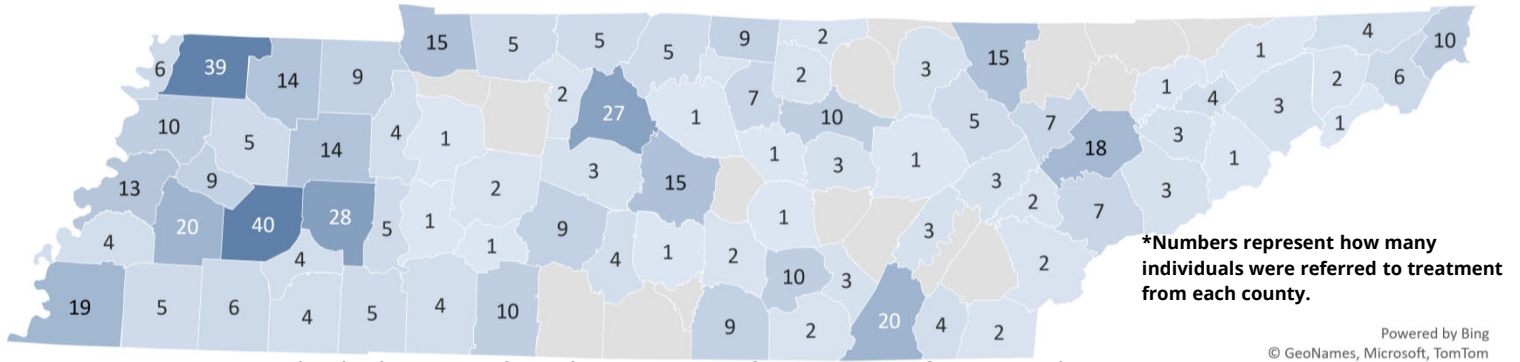 15 5 5 5 9 2 1 4 10
6 39 14 9 2 27 7 2 3 15 1 4 3 2 6
10 5 14 4 1 1 10 5 7 18 3 1
13 9 2 3 15 1 3 1 3 2 7 3 1
4 20 40 28 5 1 1 9 4 1 2 1 3 2
4 10 3
19 5 6 4 5 4 10 9 2 20 4 2
*Numbers represent how many
individuals were referred to treatment
from each county.
Powered by Bing
© GeoNames, Microsoft, TomTom